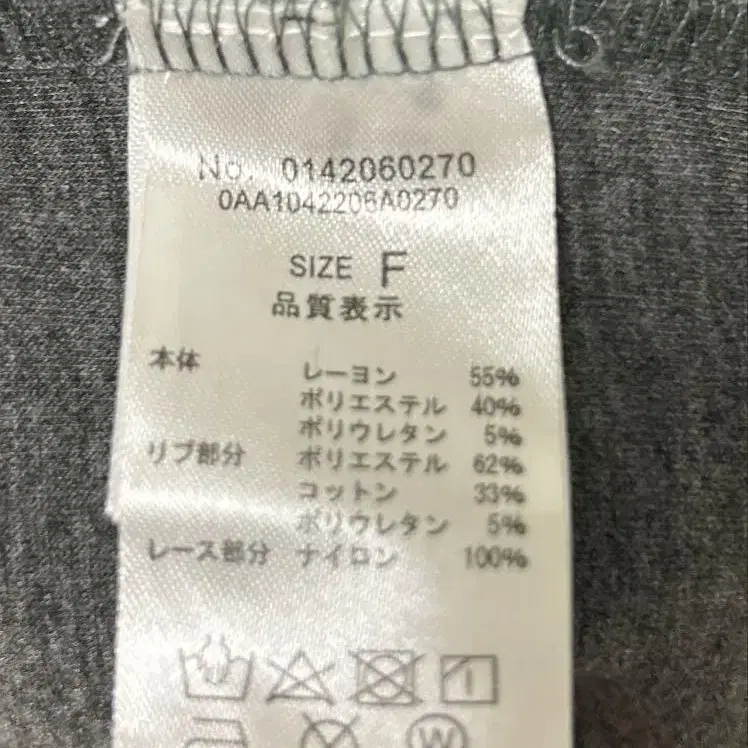 No. 0142060270
0AA1042206A0270
SIZE F
品質表示
本体 レーヨン 55%
ポリエステル 40%
ポリウレタン 5%
リブ部分 ポリエステル 62%
コットン 33%
ポリウレタン 5%
レース部分 ナイロン 100%
W